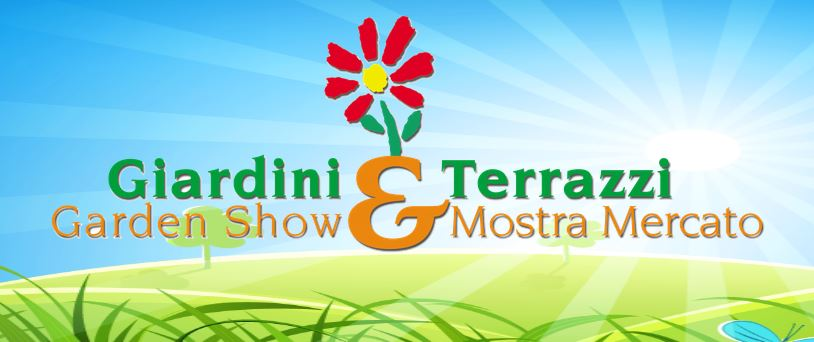 Giardini & Terrazzi
Garden Show & Mostra Mercato